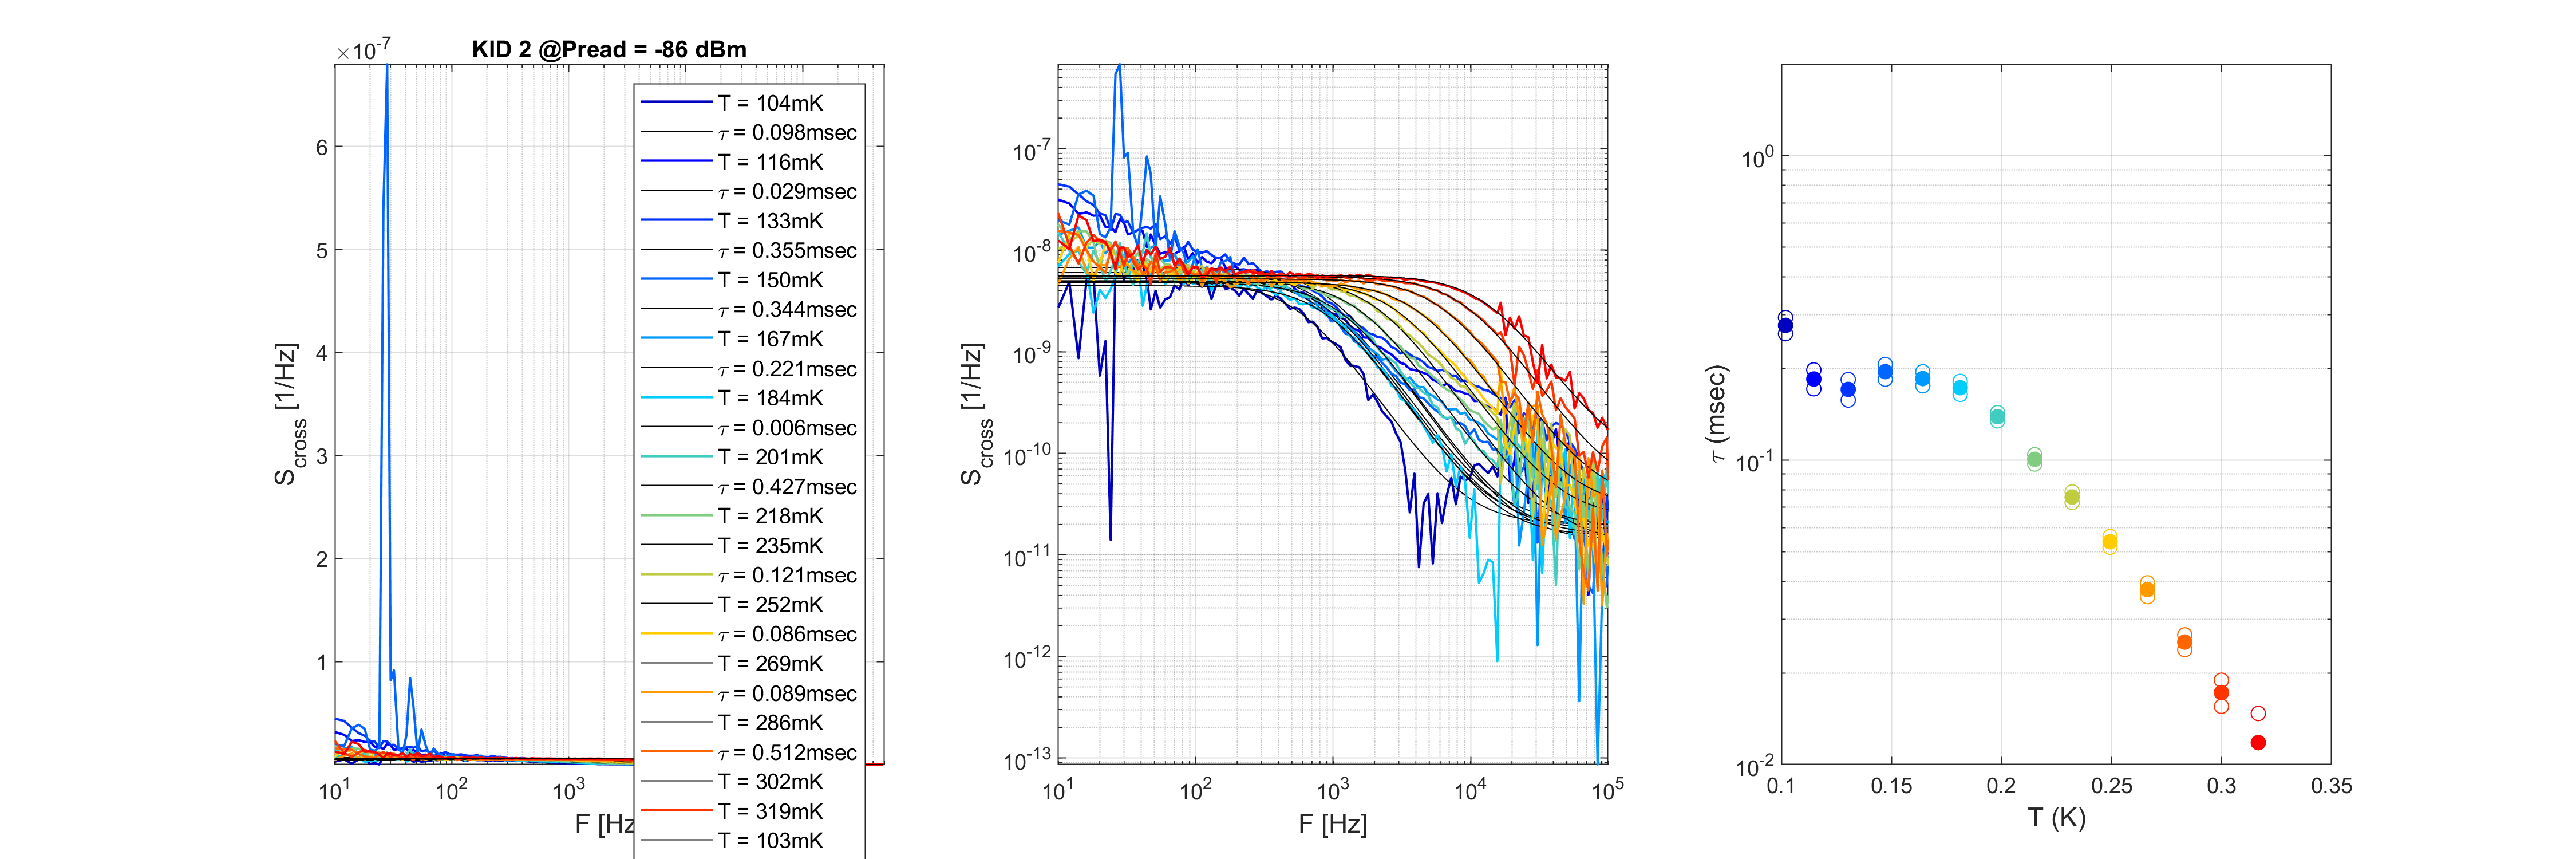 ×10-7
KID 2 @Pread = -86 dBm
6
5
4
3
2
1
Scross [1/Hz]
101
102
103
F [Hz
T = 104mK
τ = 0.098msec
T = 116mK
τ = 0.029msec
T = 133mK
τ = 0.355msec
T = 150mK
τ = 0.344msec
T = 167mK
τ = 0.221msec
T = 184mK
τ = 0.006msec
T = 201mK
τ = 0.427msec
T = 218mK
T = 235mK
τ = 0.121msec
T = 252mK
τ = 0.086msec
T = 269mK
τ = 0.089msec
T = 286mK
τ = 0.512msec
T = 302mK
T = 319mK
T = 103mK
10-7
10-8
10-9
10-10
10-11
10-12
10-13
Scross [1/Hz]
101
102
103
104
105
F [Hz]
100
10-1
10-2
τ (msec)
0.1
0.15
0.2
0.25
0.3
0.35
T (K)